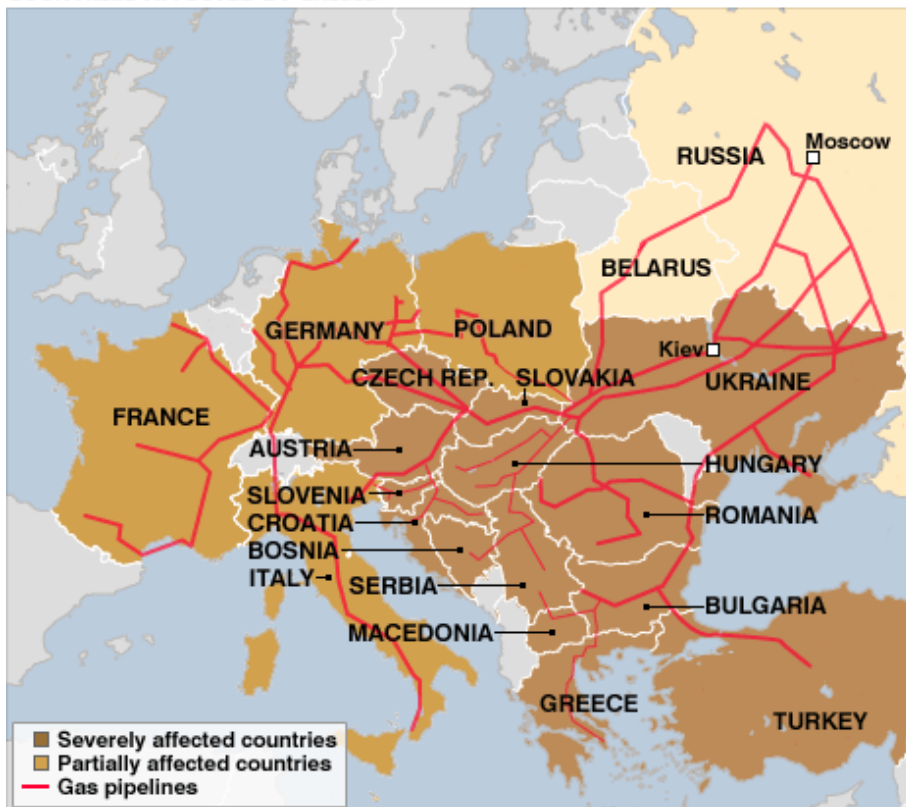 Moscow
RUSSIA
BELARUS
GERMANY
POLAND
Kiev
CZECH REP.
SLOVAKIA
UKRAINE
FRANCE
AUSTRIA
HUNGARY
SLOVENIA
CROATIA
ROMANIA
BOSNIA
ITALY
SERBIA
BULGARIA
MACEDONIA
GREECE
TURKEY
Severely affected countries
Partially affected countries
Gas pipelines